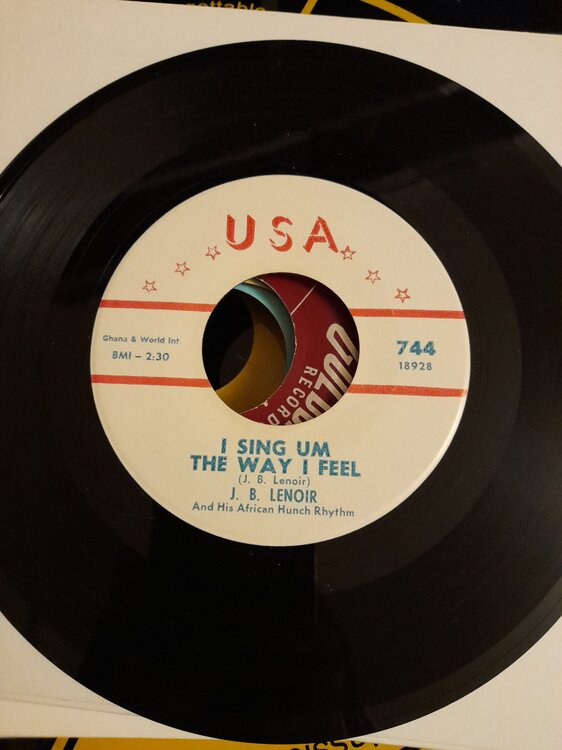 USA
Ghana & World Int
BMI – 2:30
744
18928
I SING UM
THE WAY I FEEL
(J. B. Lenoir)
J. B. LENOIR
And His African Hunch Rhythm